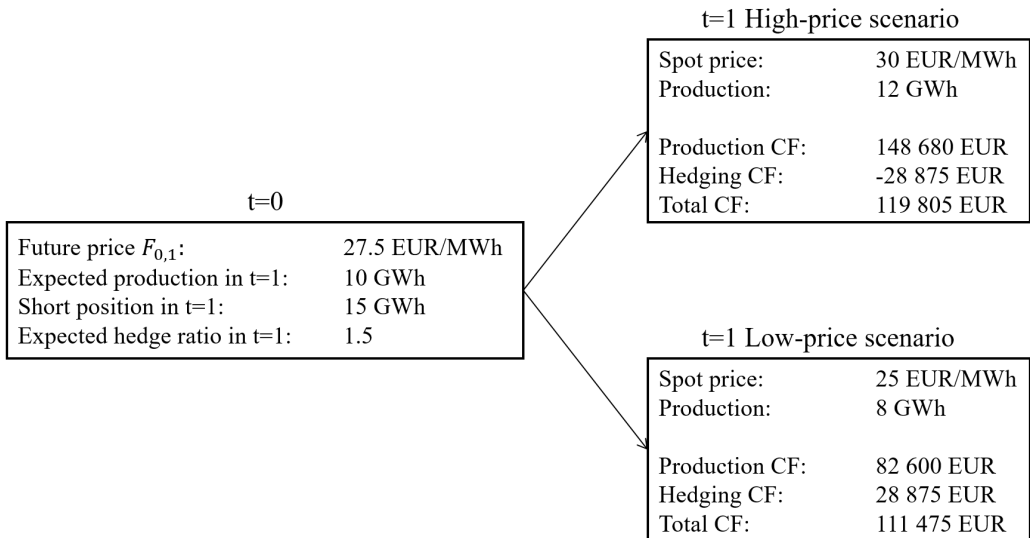 t=1 High-price scenario
Spot price: 30 EUR/MWh
Production: 12 GWh
Production CF: 148 680 EUR
Hedging CF: -28 875 EUR
Total CF: 119 805 EUR
t=0
Future price F₀,₁: 27.5 EUR/MWh
Expected production in t=1: 10 GWh
Short position in t=1: 15 GWh
Expected hedge ratio in t=1: 1.5
t=1 Low-price scenario
Spot price: 25 EUR/MWh
Production: 8 GWh
Production CF: 82 600 EUR
Hedging CF: 28 875 EUR
Total CF: 111 475 EUR